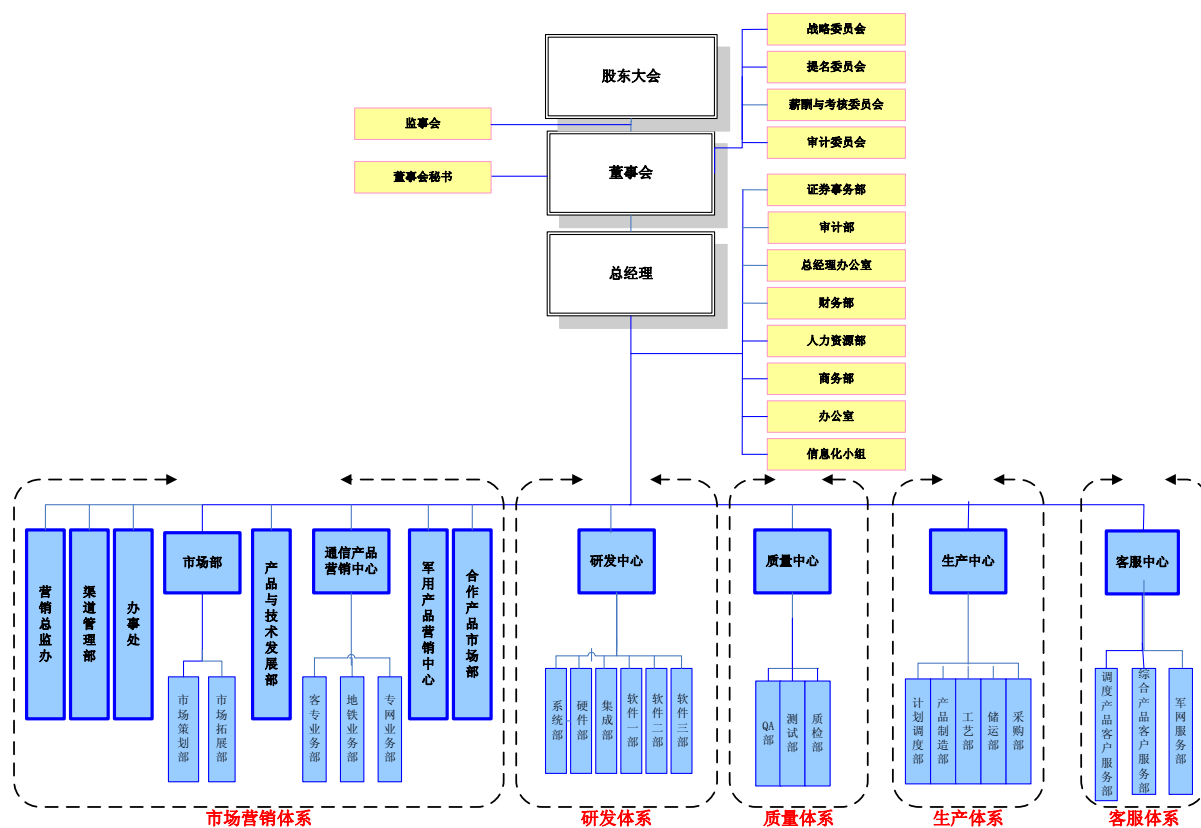 战略委员会
股东大会
提名委员会
薪酬与考核委员会
监事会
审计委员会
董事会
董事会秘书
证券事务部
审计部
总经理
总经理办公室
财务部
人力资源部
商务部
办公室
信息化小组
营销总监办
渠道管理部
办事处
市场部
产品与技术发展部
通信产品
营销中心
军用产品营销中心
合作产品市场部
研发中心
质量中心
生产中心
客服中心
市场策划部
市场拓展部
客专业务部
地铁业务部
专网业务部
系统部
硬件部
集成部
软件一部
软件二部
软件三部
QA部
测试部
质检部
计划调度部
产品制造部
工艺部
储运部
采购部
调度产品客户服务部
综合产品客户服务部
军网服务部
市场营销体系
研发体系
质量体系
生产体系
客服体系